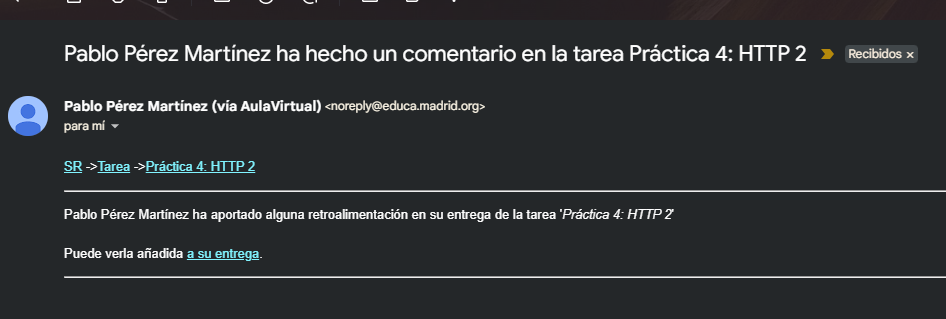 Pablo Pérez Martínez ha hecho un comentario en la tarea Práctica 4: HTTP 2 Recibidos ×
Pablo Pérez Martínez (vía AulaVirtual) <noreply@educa.madrid.org>
para mí
SR ->Tarea ->Práctica 4: HTTP 2
Pablo Pérez Martínez ha aportado alguna retroalimentación en su entrega de la tarea 'Práctica 4: HTTP 2'
Puede verla añadida a su entrega.